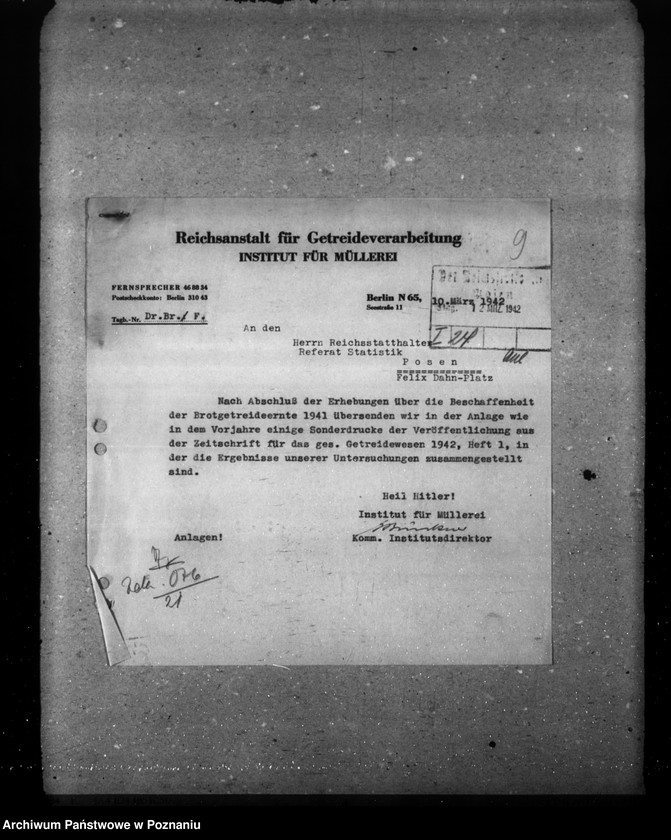 9
Reichsanstalt für Getreideverarbeitung
INSTITUT FÜR MÜLLEREI
FERNSPRECHER 46 88 34
Postscheckkonto: Berlin 310 43
Tagb.-Nr. Dr.Br./ F.
Berlin N 65, 10.März 1942
Seestraße 11
12 MRZ 1942
I 24
An den
Herrn Reichsstatthalter
Referat Statistik
P o s e n
Felix Dahn-Platz
Nach Abschluß der Erhebungen über die Beschaffenheit
der Brotgetreideernte 1941 übersenden wir in der Anlage wie
in dem Vorjahre einige Sonderdrucke der Veröffentlichung aus
der Zeitschrift für das ges. Getreidewesen 1942, Heft 1, in
der die Ergebnisse unserer Untersuchungen zusammengestellt
sind.
Heil Hitler!
Institut für Müllerei
Komm. Institutsdirektor
Anlagen!
21
Archiwum Państwowe w Poznaniu